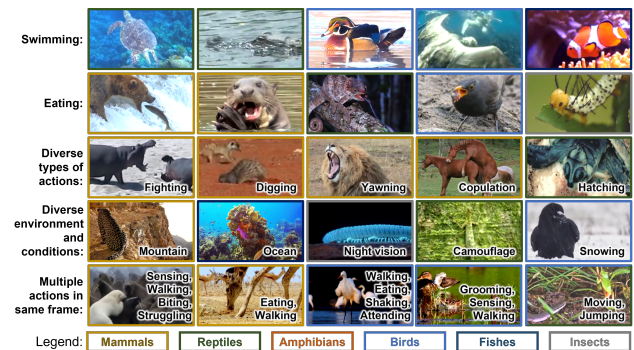 Swimming:
Eating:
Diverse
types of
actions:
Fighting
Digging
Yawning
Copulation
Hatching
Diverse
environment
and
conditions:
Mountain
Ocean
Night vision
Camouflage
Snowing
Multiple
actions in
same frame:
Sensing,
Walking,
Biting,
Struggling
Eating,
Walking
Walking,
Eating,
Shaking,
Attending
Grooming,
Sensing,
Walking
Moving,
Jumping
Legend:
Mammals
Reptiles
Amphibians
Birds
Fishes
Insects